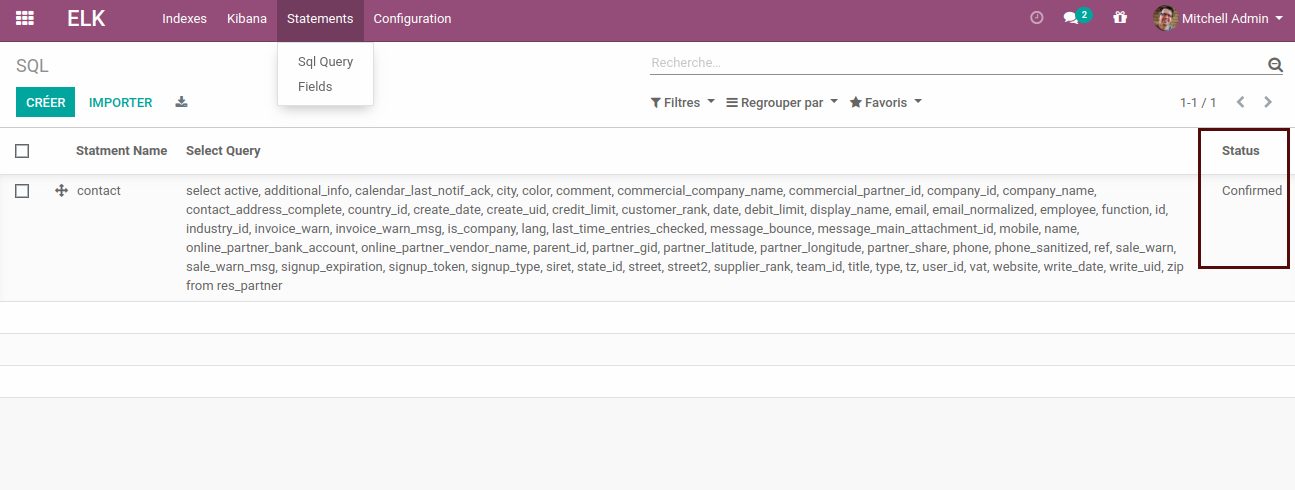 ELK Indexes Kibana Statements Configuration 2 Mitchell Admin
Sql Query
Fields
SQL Recherche...
CRÉER IMPORTER Filtres Regrouper par Favoris 1-1 / 1
Statment Name Select Query Status
contact select active, additional_info, calendar_last_notif_ack, city, color, comment, commercial_company_name, commercial_partner_id, company_id, company_name, Confirmed
contact_address_complete, country_id, create_date, create_uid, credit_limit, customer_rank, date, debit_limit, display_name, email, email_normalized, employee, function, id,
industry_id, invoice_warn, invoice_warn_msg, is_company, lang, last_time_entries_checked, message_bounce, message_main_attachment_id, mobile, name,
online_partner_bank_account, online_partner_vendor_name, parent_id, partner_gid, partner_latitude, partner_longitude, partner_share, phone, phone_sanitized, ref, sale_warn,
sale_warn_msg, signup_expiration, signup_token, signup_type, siret, state_id, street, street2, supplier_rank, team_id, title, type, tz, user_id, vat, website, write_date, write_uid, zip
from res_partner